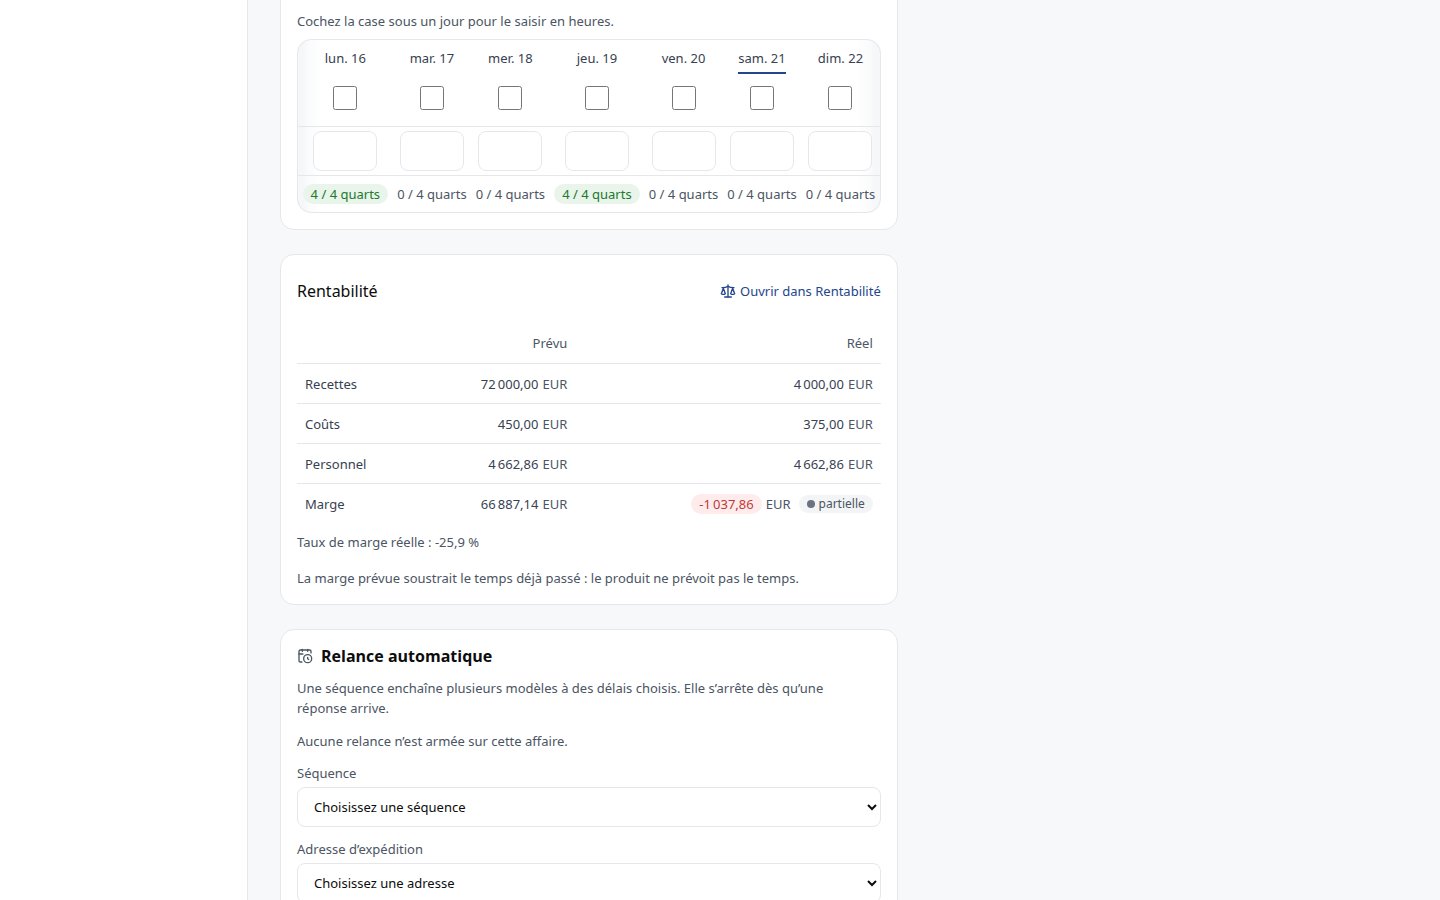 Cochez la case sous un jour pour le saisir en heures.
lun. 16 mar. 17 mer. 18 jeu. 19 ven. 20 sam. 21 dim. 22
4 / 4 quarts 0 / 4 quarts 0 / 4 quarts 4 / 4 quarts 0 / 4 quarts 0 / 4 quarts 0 / 4 quarts
Rentabilité Ouvrir dans Rentabilité
Prévu Réel
Recettes 72 000,00 EUR 4 000,00 EUR
Coûts 450,00 EUR 375,00 EUR
Personnel 4 662,86 EUR 4 662,86 EUR
Marge 66 887,14 EUR -1 037,86 EUR partielle
Taux de marge réelle : -25,9 %
La marge prévue soustrait le temps déjà passé : le produit ne prévoit pas le temps.
Relance automatique
Une séquence enchaîne plusieurs modèles à des délais choisis. Elle s’arrête dès qu’une
réponse arrive.
Aucune relance n’est armée sur cette affaire.
Séquence
Choisissez une séquence
Adresse d’expédition
Choisissez une adresse